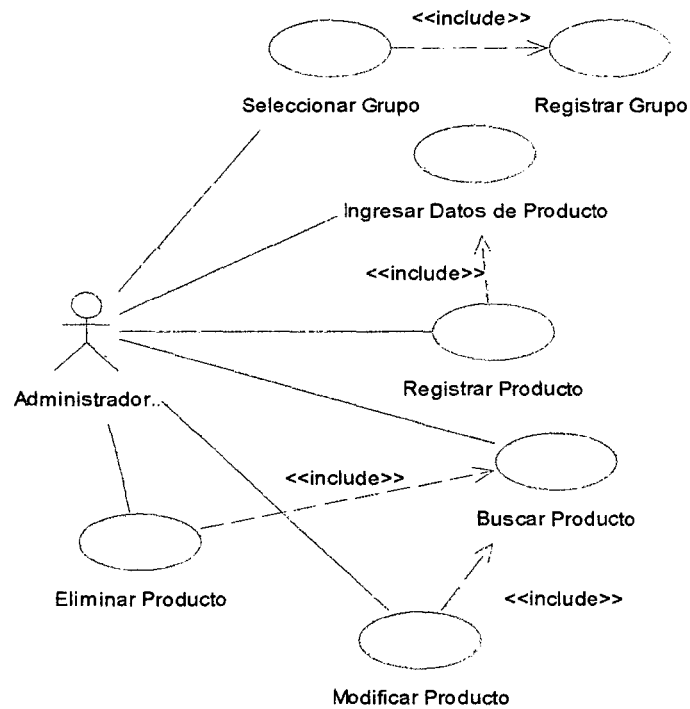 <<include>>
Seleccionar Grupo
Registrar Grupo
Ingresar Datos de Producto
<<include>>
Registrar Producto
Administrador..
<<include>>
Buscar Producto
Eliminar Producto
<<include>>
Modificar Producto